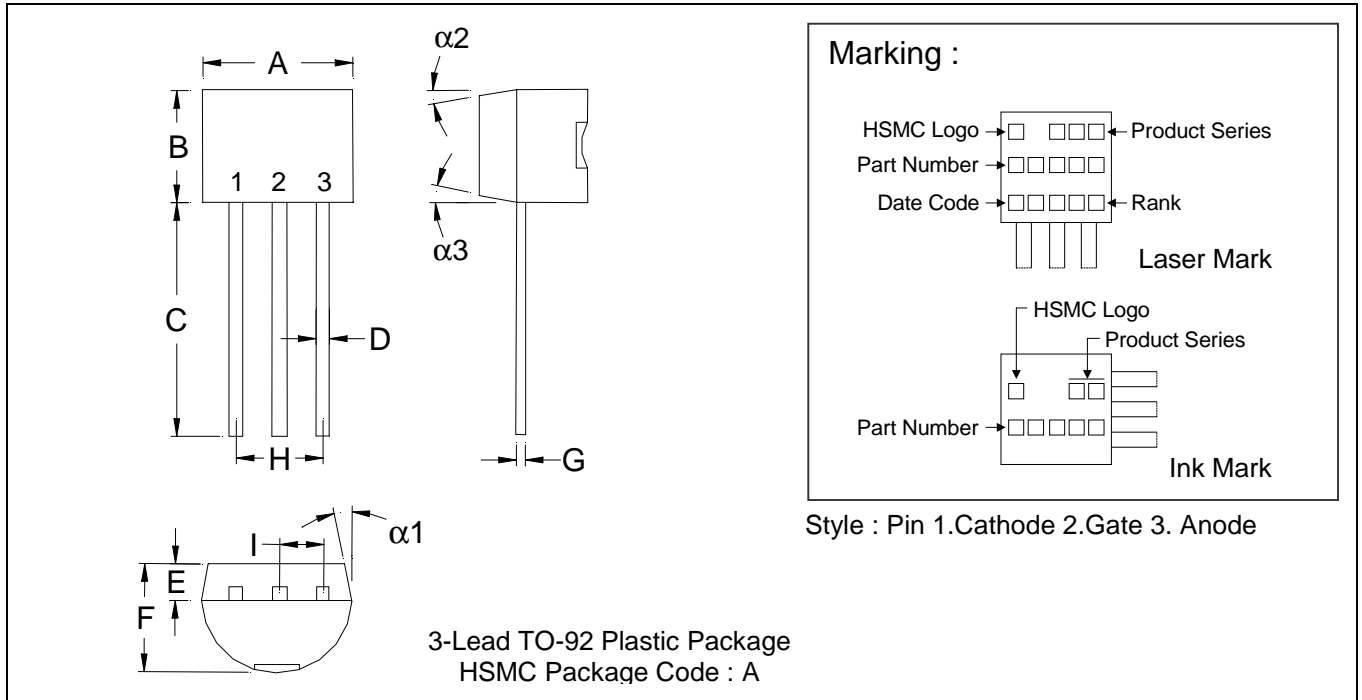 α2
A
B
1 2 3
α3
C
D
H
G
α1
I
E
F
3-Lead TO-92 Plastic Package
HSMC Package Code : A
Marking :
HSMC Logo
Product Series
Part Number
Date Code
Rank
Laser Mark
HSMC Logo
Product Series
Part Number
Ink Mark
Style : Pin 1.Cathode 2.Gate 3. Anode